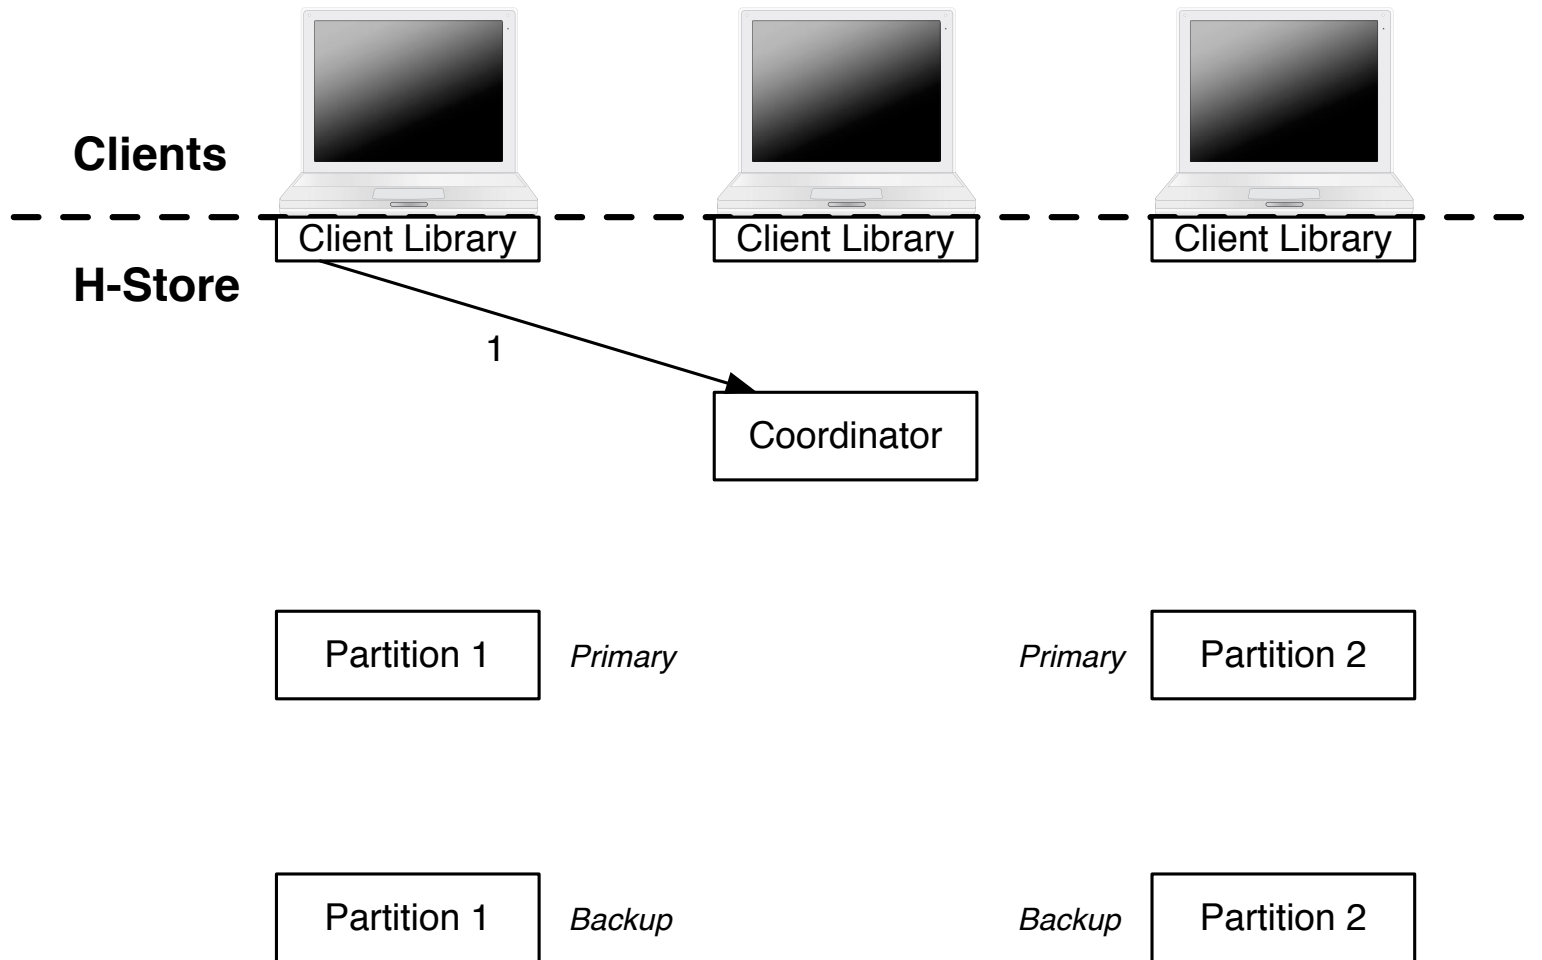 Clients
Client Library Client Library Client Library
H-Store
1
Coordinator
Partition 1 Primary Primary Partition 2
Partition 1 Backup Backup Partition 2